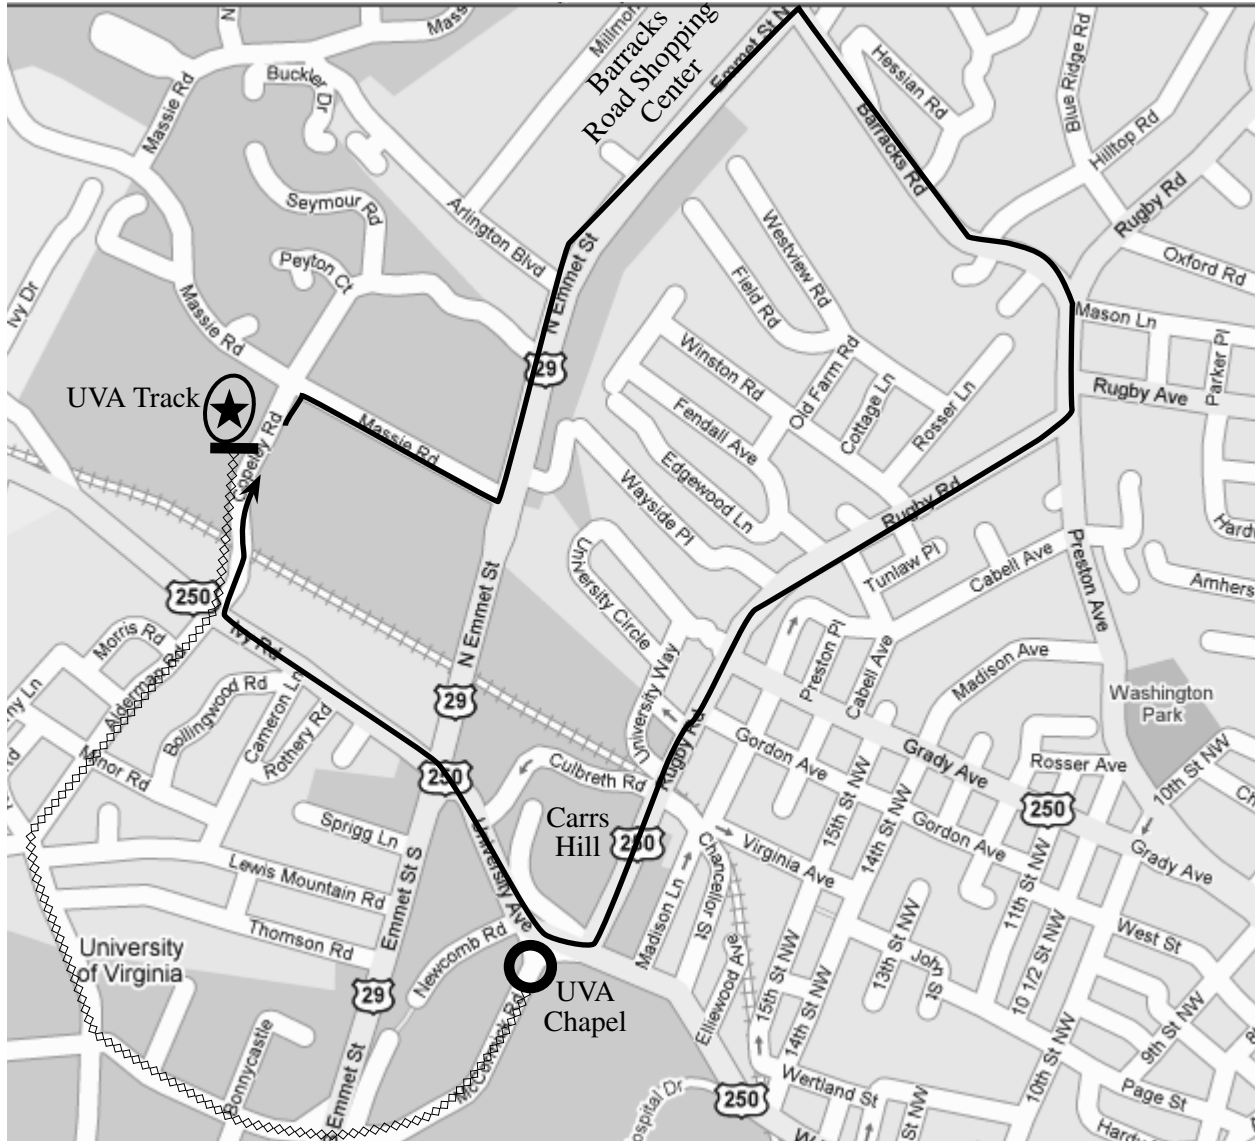 Massie Rd
Buckler Dr
Barracks
Road Shopping
Center
Emmet St N
Hessian Rd
Barracks Rd
Blue Ridge Rd
Hilltop Rd
Rugby Rd
Oxford Rd
Seymour Rd
Arlington Blvd
Peyton Ct
Westview Rd
Field Rd
N Emmet St
Ivy Dr
Massie Rd
Mason Ln
Parker Pl
Rugby Ave
29
UVA Track
Copeley Rd
Massie Rd
Winston Rd
Old Farm Rd
Cottage Ln
Rosser Ln
Fendall Ave
Edgewood Ln
Wayside Pl
Rugby Rd
Tunlaw Pl
Cabell Ave
Preston Ave
University Circle
250
Ivy Rd
N Emmet St
Morris Rd
Alderman Rd
Bollingwood Rd
Cameron Ln
Rothery Rd
Minor Rd
29
University Way
Rugby Rd
Preston Pl
Cabell Ave
Madison Ave
Washington
Park
Gordon Ave
Grady Ave
Rosser Ave
10th St NW
250
Culbreth Rd
Sprigg Ln
University Ave
Carrs
Hill
250
15th St NW
14th St NW
Gordon Ave
250
11th St NW
Grady Ave
Virginia Ave
Chancellor St
Madison Ln
Lewis Mountain Rd
Emmet St S
Thomson Rd
Newcomb Rd
University
of Virginia
29
UVA
Chapel
McCormick Rd
Elliewood Ave
15th St NW
14th St NW
13th St NW
John St
10 1/2 St NW
West St
9th St NW
10th St NW
Page St
Wertland St
250
Emmet St